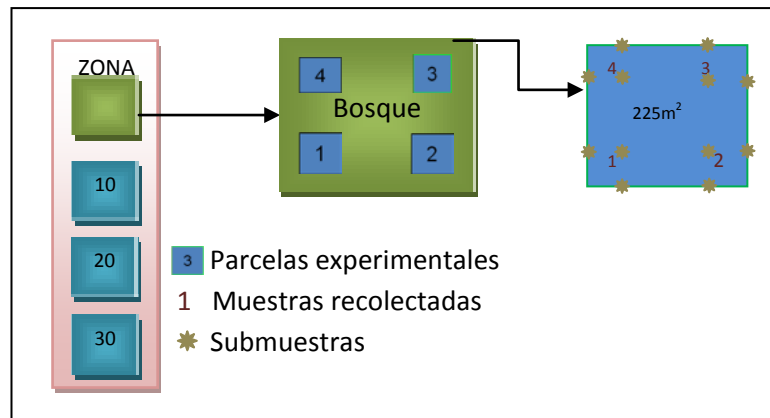 ZONA
10
20
30
4
3
Bosque
1
2
4
3
225m²
1
2
3 Parcelas experimentales
1 Muestras recolectadas
Submuestras